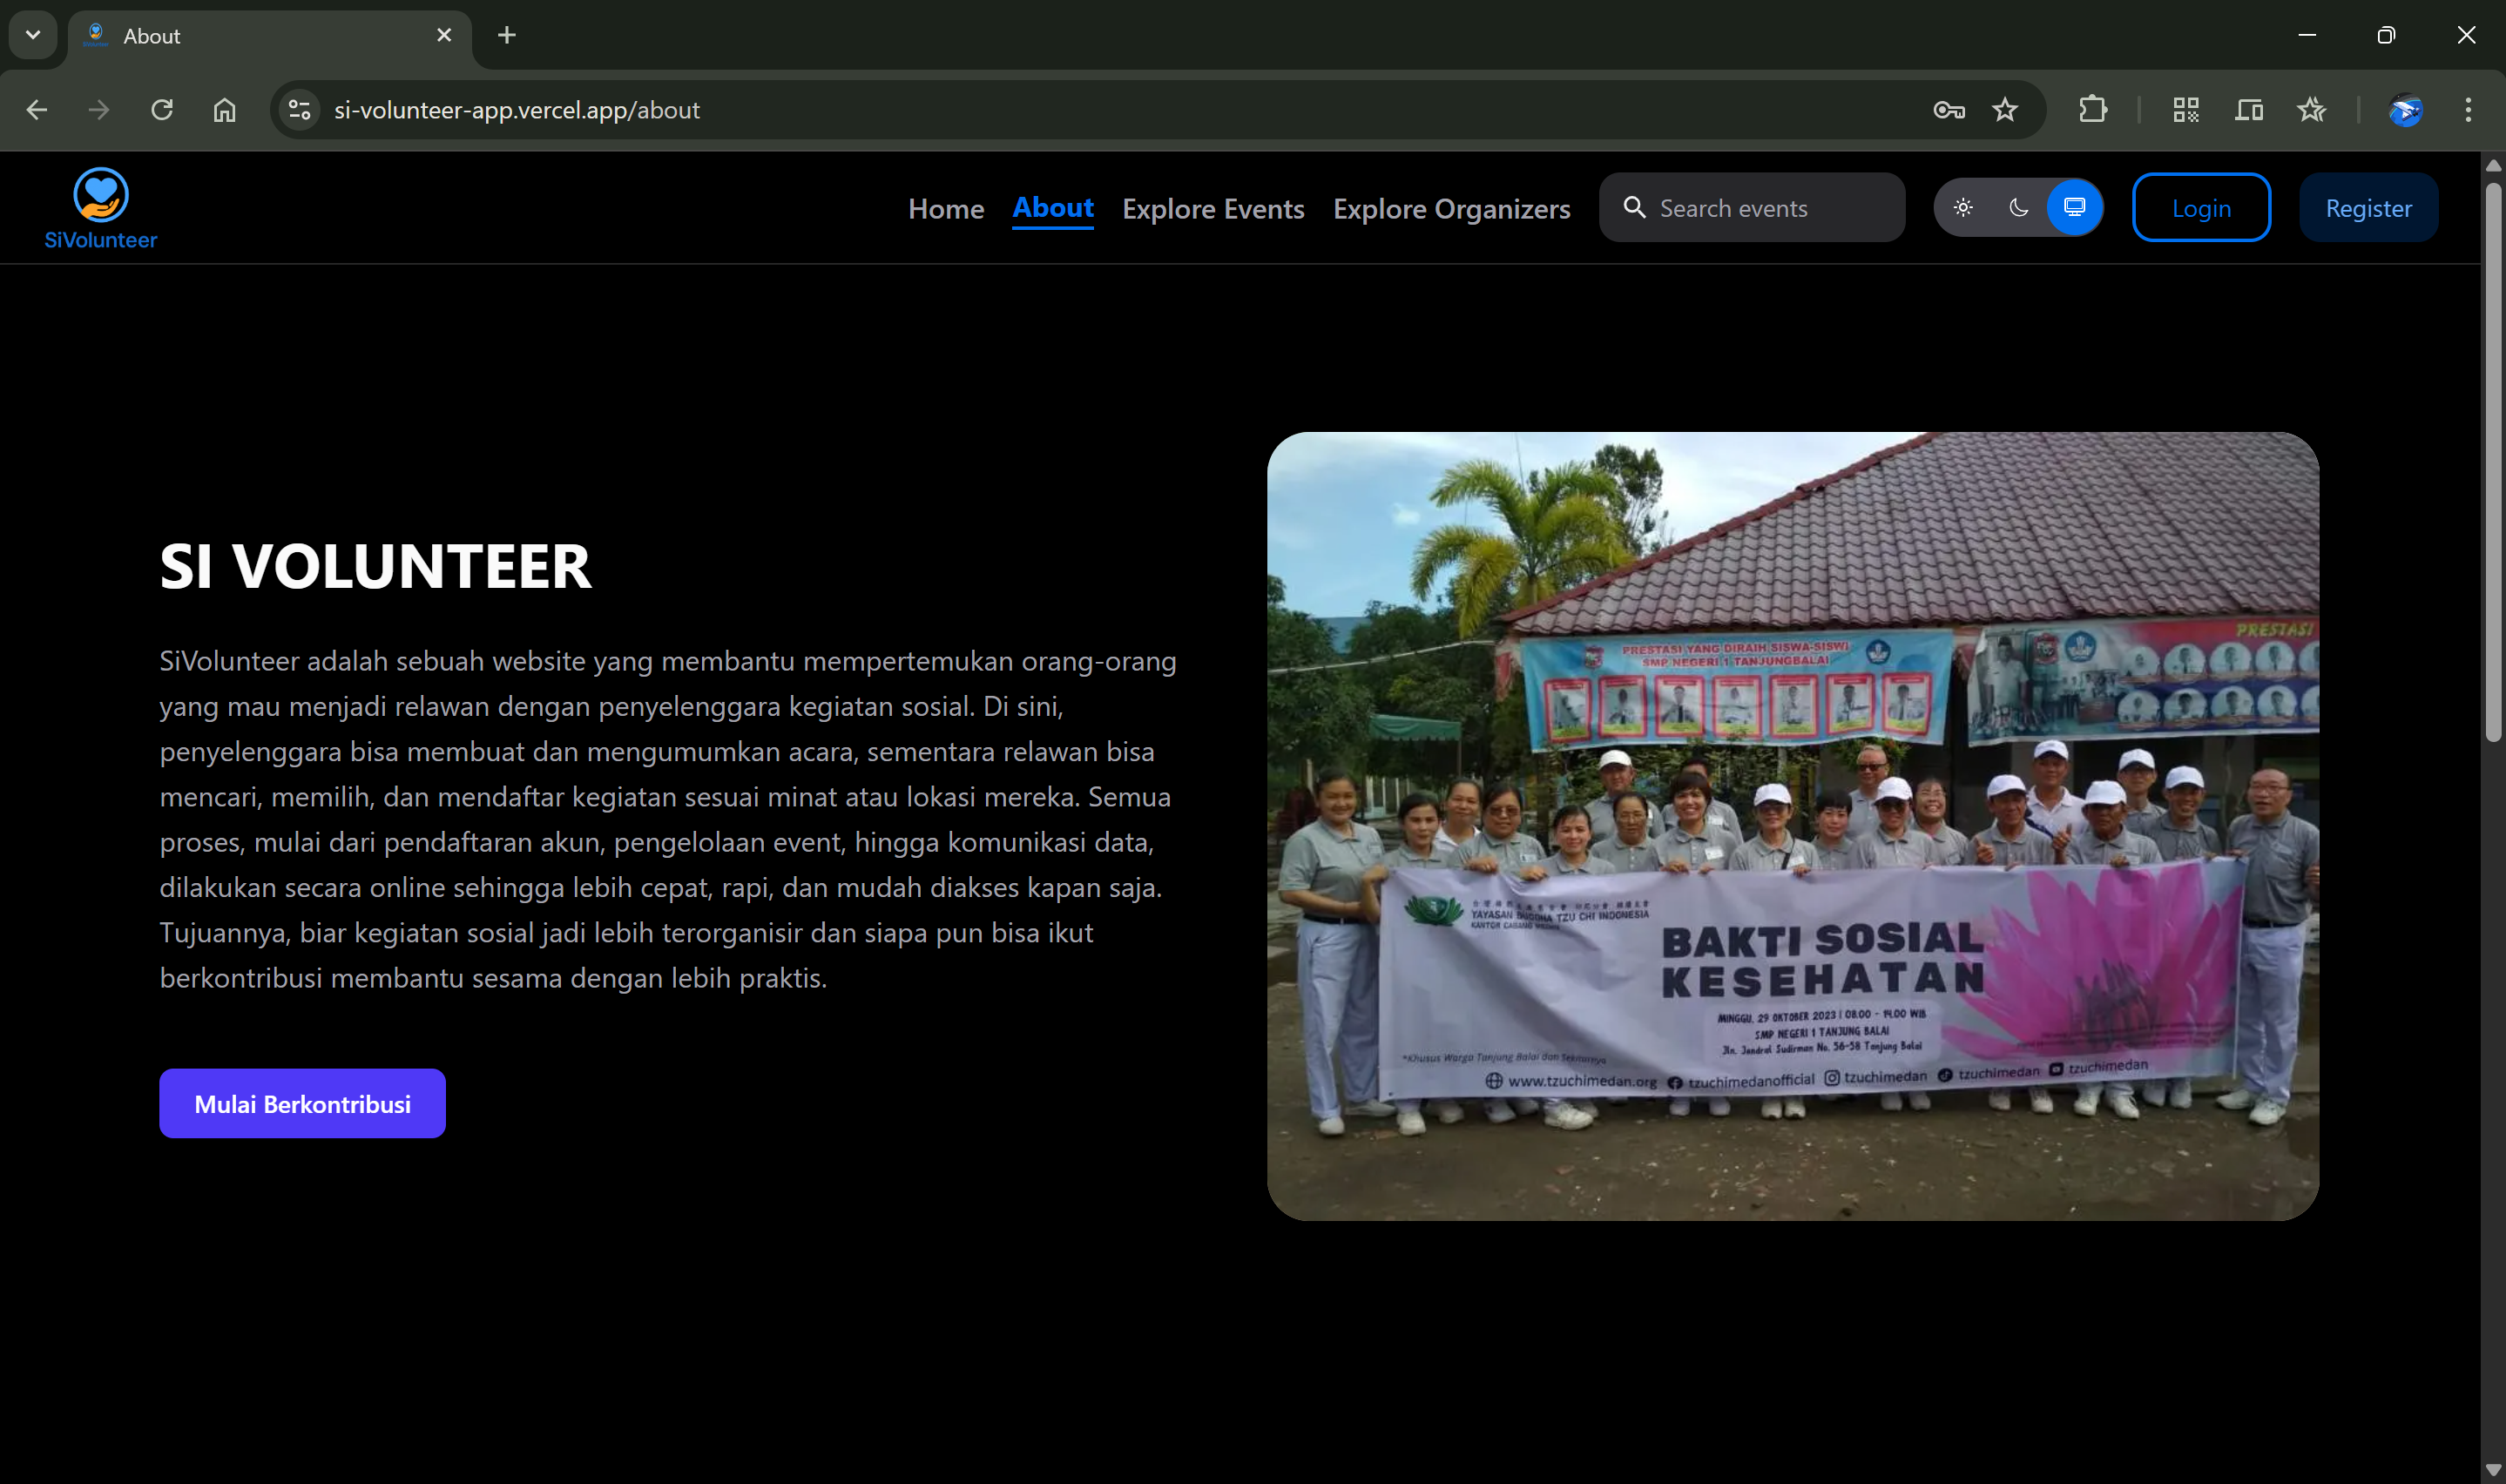 About
si-volunteer-app.vercel.app/about
SiVolunteer
Home
About
Explore Events
Explore Organizers
Search events
Login
Register
SI VOLUNTEER
SiVolunteer adalah sebuah website yang membantu mempertemukan orang-orang
yang mau menjadi relawan dengan penyelenggara kegiatan sosial. Di sini,
penyelenggara bisa membuat dan mengumumkan acara, sementara relawan bisa
mencari, memilih, dan mendaftar kegiatan sesuai minat atau lokasi mereka. Semua
proses, mulai dari pendaftaran akun, pengelolaan event, hingga komunikasi data,
dilakukan secara online sehingga lebih cepat, rapi, dan mudah diakses kapan saja.
Tujuannya, biar kegiatan sosial jadi lebih terorganisir dan siapa pun bisa ikut
berkontribusi membantu sesama dengan lebih praktis.
Mulai Berkontribusi
PRESTASI YANG DIRAIH SISWA-SISWI
SMP NEGERI 1 TANJUNGBALAI
PRESTASI
YAYASAN BUDDHA TZU CHI INDONESIA
KANTOR CABANG
BAKTI SOSIAL
KESEHATAN
MINGGU, 29 OKTOBER 2023 | 08.00 - 14.00 WIB
SMP NEGERI 1 TANJUNG BALAI
Jln. Jendral Sudirman No. 56-58 Tanjung Balai
*Khusus Warga Tanjung Balai dan Sekitarnya
www.tzuchimedan.org tzuchimedanofficial tzuchimedan tzuchimedan tzuchimedan